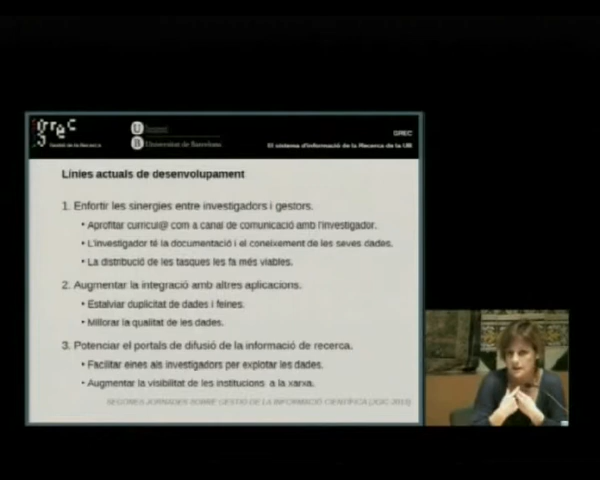 grec
Gestió de la Recerca
UB
Universitat de Barcelona
GREC
El sistema d'informació de la Recerca de la UB
Línies actuals de desenvolupament
1. Enfortir les sinergies entre investigadors i gestors.
• Aprofitar curricul@ com a canal de comunicació amb l'investigador.
• L'investigador té la documentació i el coneixement de les seves dades.
• La distribució de les tasques les fa més viables.
2. Augmentar la integració amb altres aplicacions.
• Estalviar duplicitat de dades i feines.
• Millorar la qualitat de les dades.
3. Potenciar el portals de difusió de la informació de recerca.
• Facilitar eines als investigadors per explotar les dades.
• Augmentar la visibilitat de les institucions a la xarxa.
SEGONES JORNADES SOBRE GESTIÓ DE LA INFORMACIÓ CIENTÍFICA (JGIC 2010)